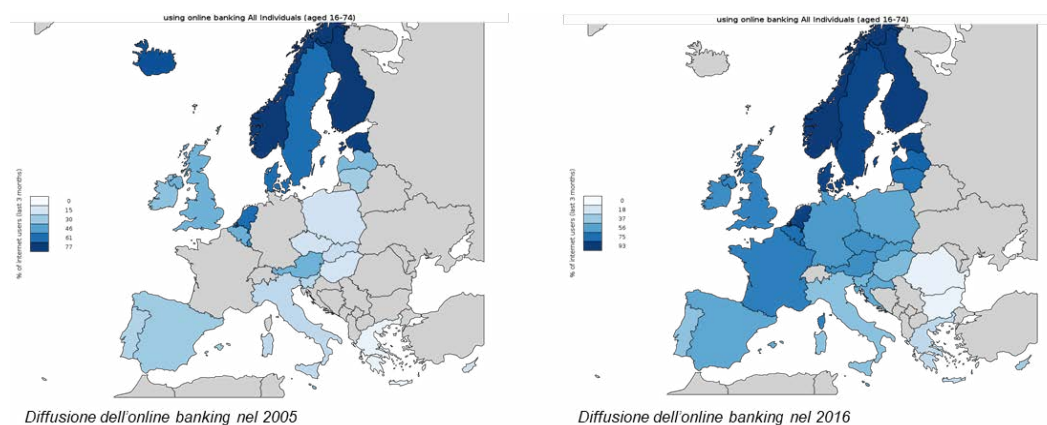 using online banking All Individuals (aged 16-74)
% of internet users (last 3 months)
0
15
30
46
61
77
Diffusione dell'online banking nel 2005
using online banking All Individuals (aged 16-74)
% of internet users (last 3 months)
0
18
37
56
75
93
Diffusione dell'online banking nel 2016